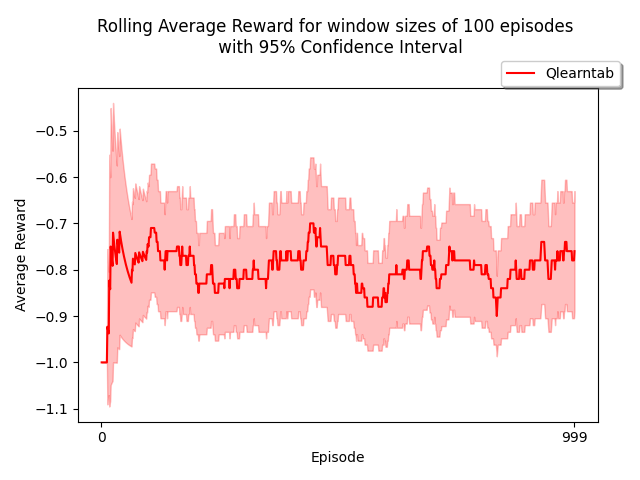 Rolling Average Reward for window sizes of 100 episodes
with 95% Confidence Interval
Qlearntab
−0.5
−0.6
−0.7
−0.8
−0.9
−1.0
−1.1
Average Reward
0 999
Episode